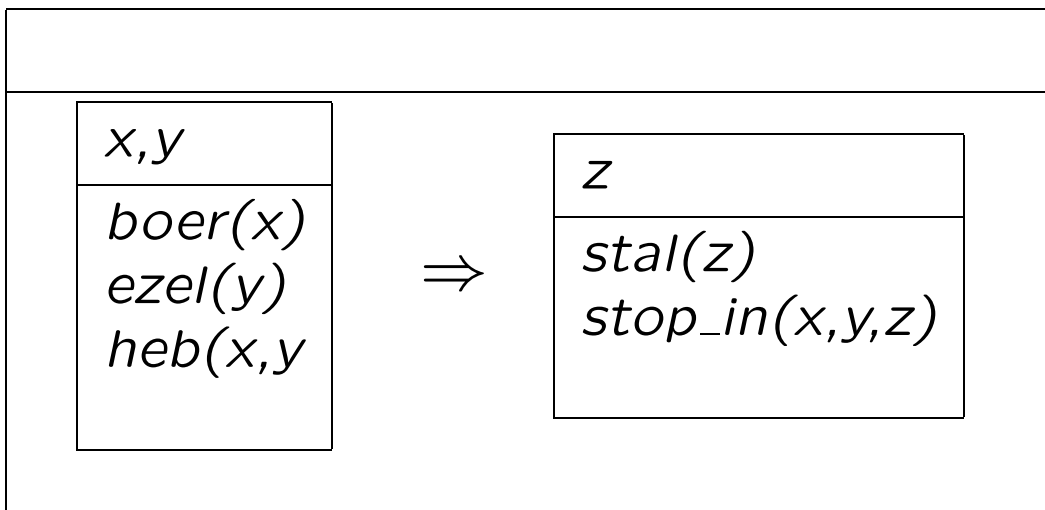 x,y
boer(x)
ezel(y)
heb(x,y
⇒
z
stal(z)
stop_in(x,y,z)